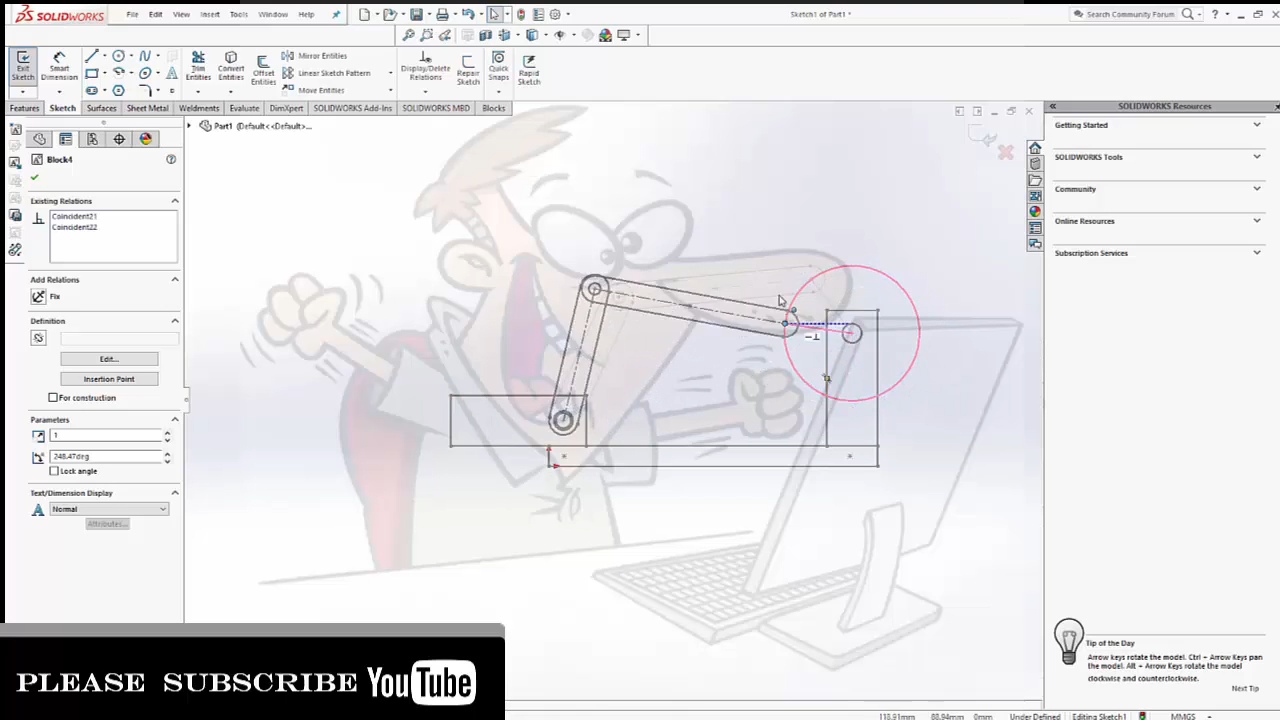 SOLIDWORKS File Edit View Insert Tools Window Help Sketch1 of Part1 * Search Community Forum
Exit Sketch
Smart Dimension
Trim Entities
Convert Entities
Offset Entities
Mirror Entities
Linear Sketch Pattern
Move Entities
Display/Delete Relations
Repair Sketch
Quick Snaps
Rapid Sketch
Features Sketch Surfaces Sheet Metal Weldments Evaluate DimXpert SOLIDWORKS Add-Ins SOLIDWORKS MBD Blocks
SOLIDWORKS Resources
Part1 (Default<<Default>...
Getting Started
SOLIDWORKS Tools
Community
Online Resources
Subscription Services
Block4
Existing Relations
Coincident21
Coincident22
Add Relations
Fix
Definition
Edit...
Insertion Point
For construction
Parameters
1
248.47deg
Lock angle
Text/Dimension Display
Normal
Attributes...
Tip of the Day
Arrow keys rotate the model. Ctrl + Arrow Keys pan
the model. Alt + Arrow Keys rotate the model
clockwise and counterclockwise.
Next Tip
PLEASE SUBSCRIBE YouTube
118.91mm 88.94mm 0mm Under Defined Editing Sketch1 MMGS